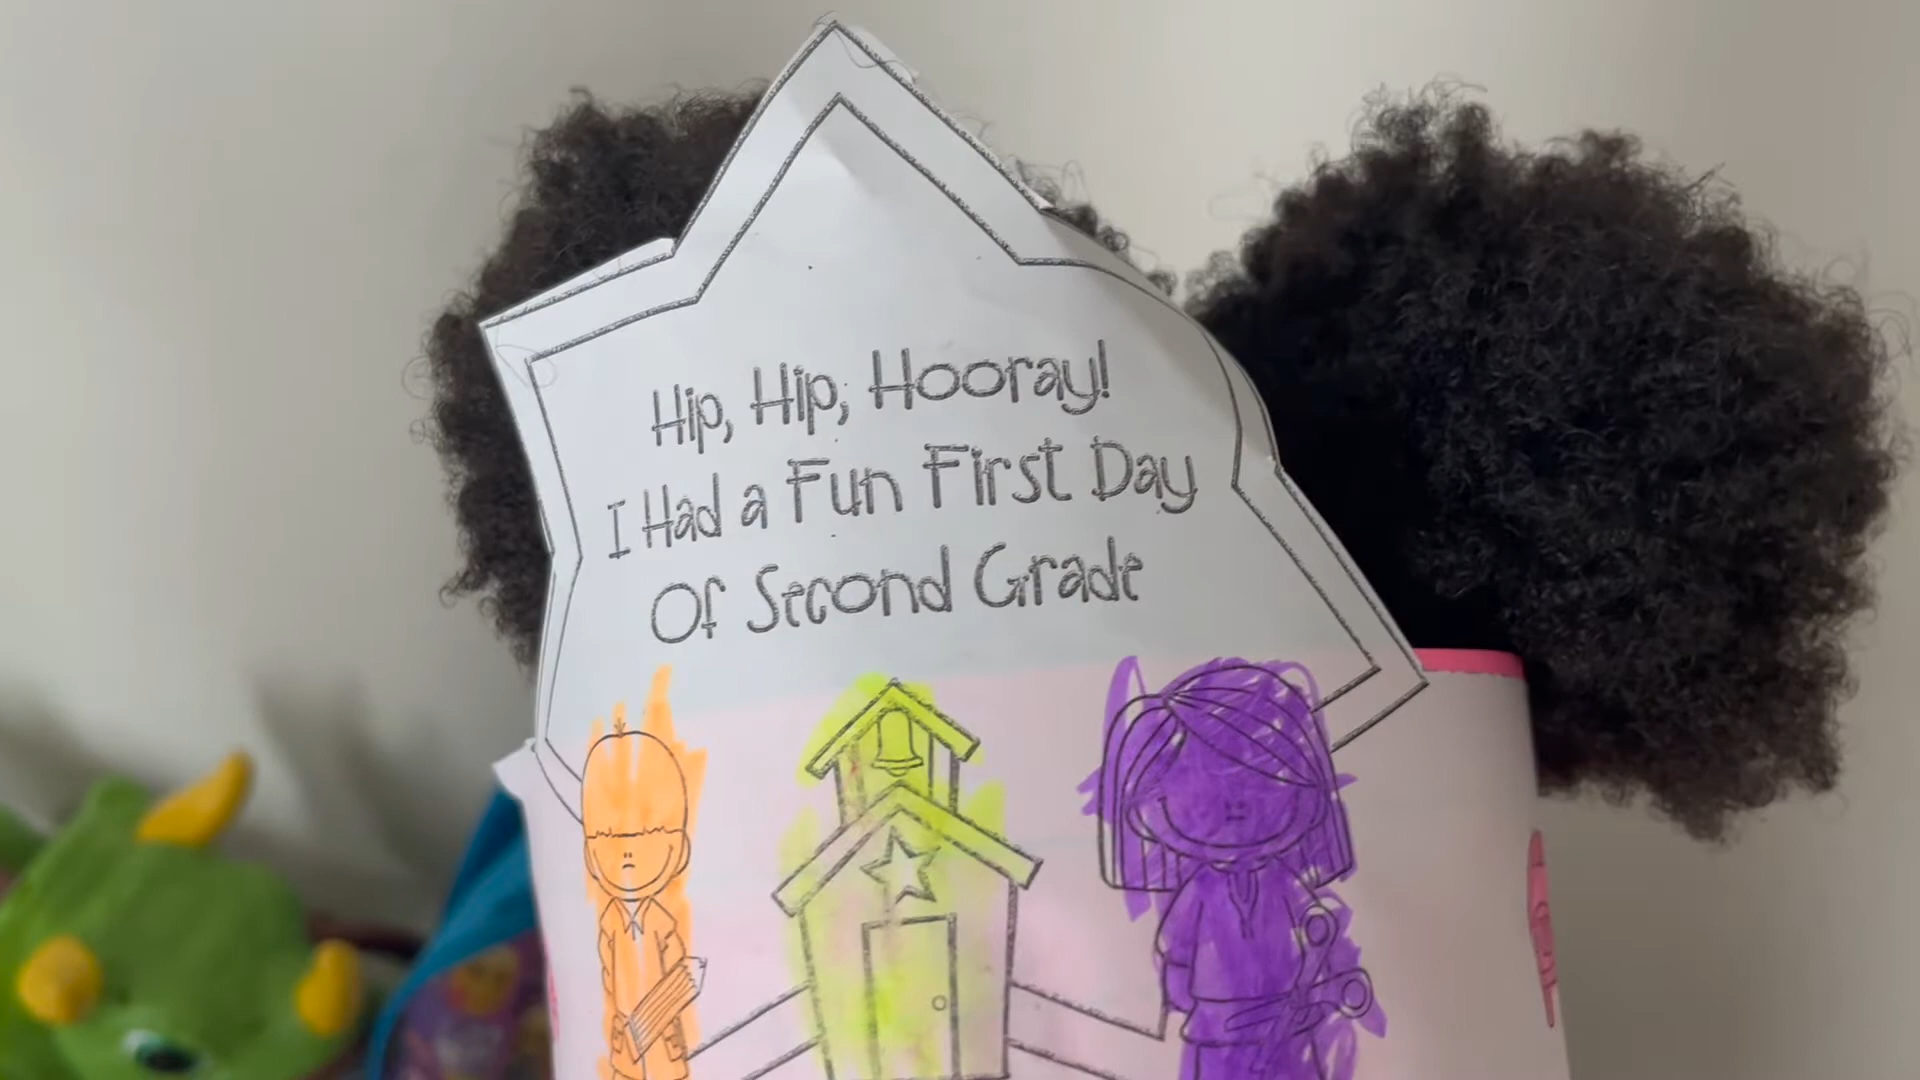 Hip, Hip, Hooray!
I Had a Fun First Day
Of Second Grade